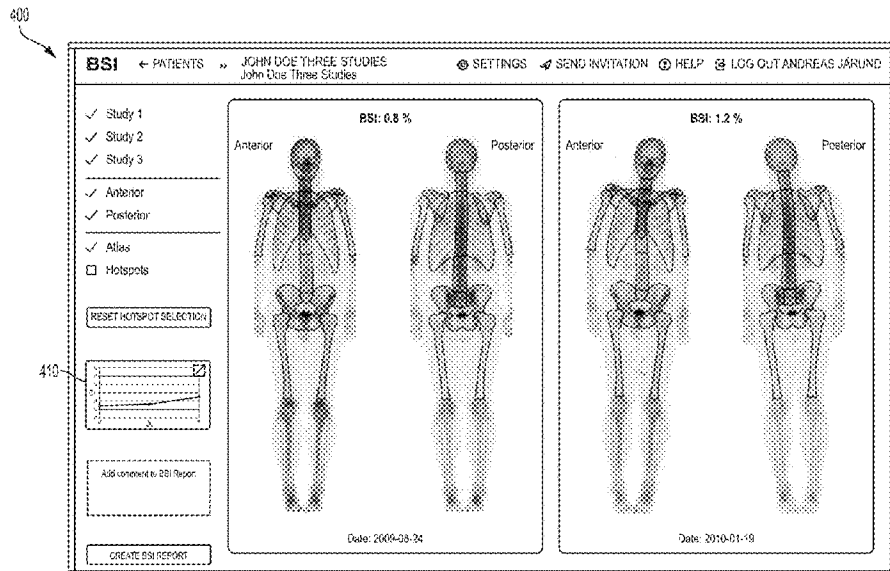 400
BSI ← PATIENTS » JOHN DOE THREE STUDIES SETTINGS SEND INVITATION HELP LOG OUT ANDREAS JÄRUND
John Doe Three Studies
Study 1
Study 2
Study 3
Anterior
Posterior
Atlas
Hotspots
RESET HOTSPOT SELECTION
410
Add comment to BSI Report
CREATE BSI REPORT
BSI: 0.8 %
Anterior Posterior
Date: 2009-08-24
BSI: 1.2 %
Anterior Posterior
Date: 2010-01-19